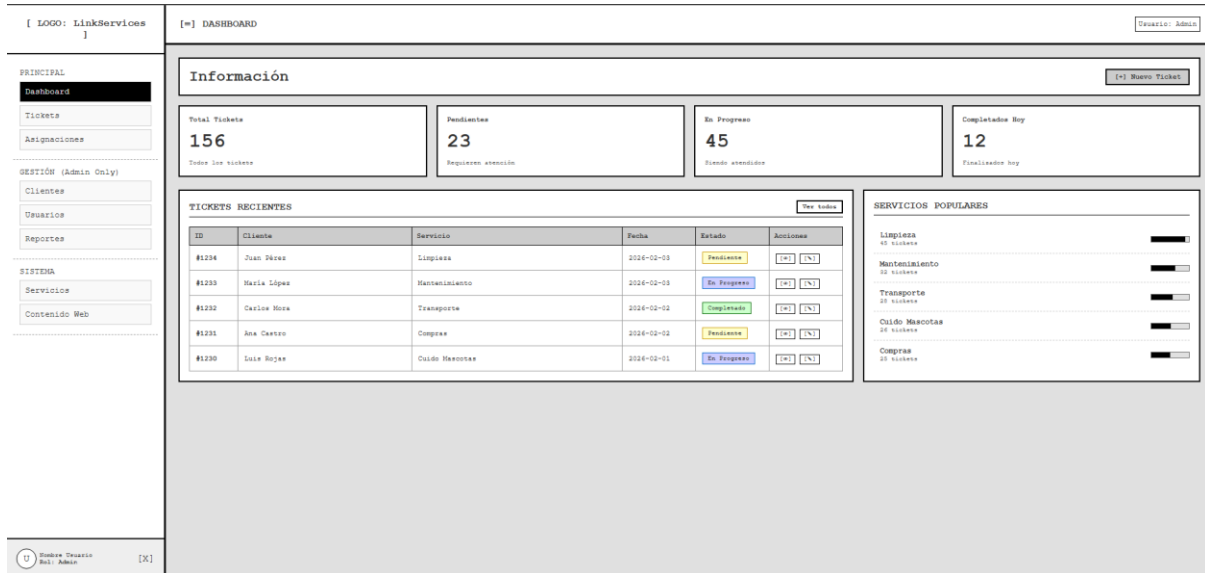 [ LOGO: LinkServices
]
PRINCIPAL
Dashboard
Tickets
Asignaciones
GESTIÓN (Admin Only)
Clientes
Usuarios
Reportes
SISTEMA
Servicios
Contenido Web
U
Nombre Usuario
Rol: Admin
[X]
[=] DASHBOARD
Usuario: Admin
Información
[+] Nuevo Ticket
Total Tickets
156
Todos los tickets
Pendientes
23
Requieren atención
En Progreso
45
Siendo atendidos
Completados Hoy
12
Finalizados hoy
TICKETS RECIENTES
Ver todos
ID Cliente Servicio Fecha Estado Acciones
#1234 Juan Pérez Limpieza 2026-02-03 Pendiente
#1233 María López Mantenimiento 2026-02-03 En Progreso
#1232 Carlos Mora Transporte 2026-02-02 Completado
#1231 Ana Castro Compras 2026-02-02 Pendiente
#1230 Luis Rojas Cuido Mascotas 2026-02-01 En Progreso
SERVICIOS POPULARES
Limpieza
45 tickets
Mantenimiento
32 tickets
Transporte
28 tickets
Cuido Mascotas
26 tickets
Compras
25 tickets